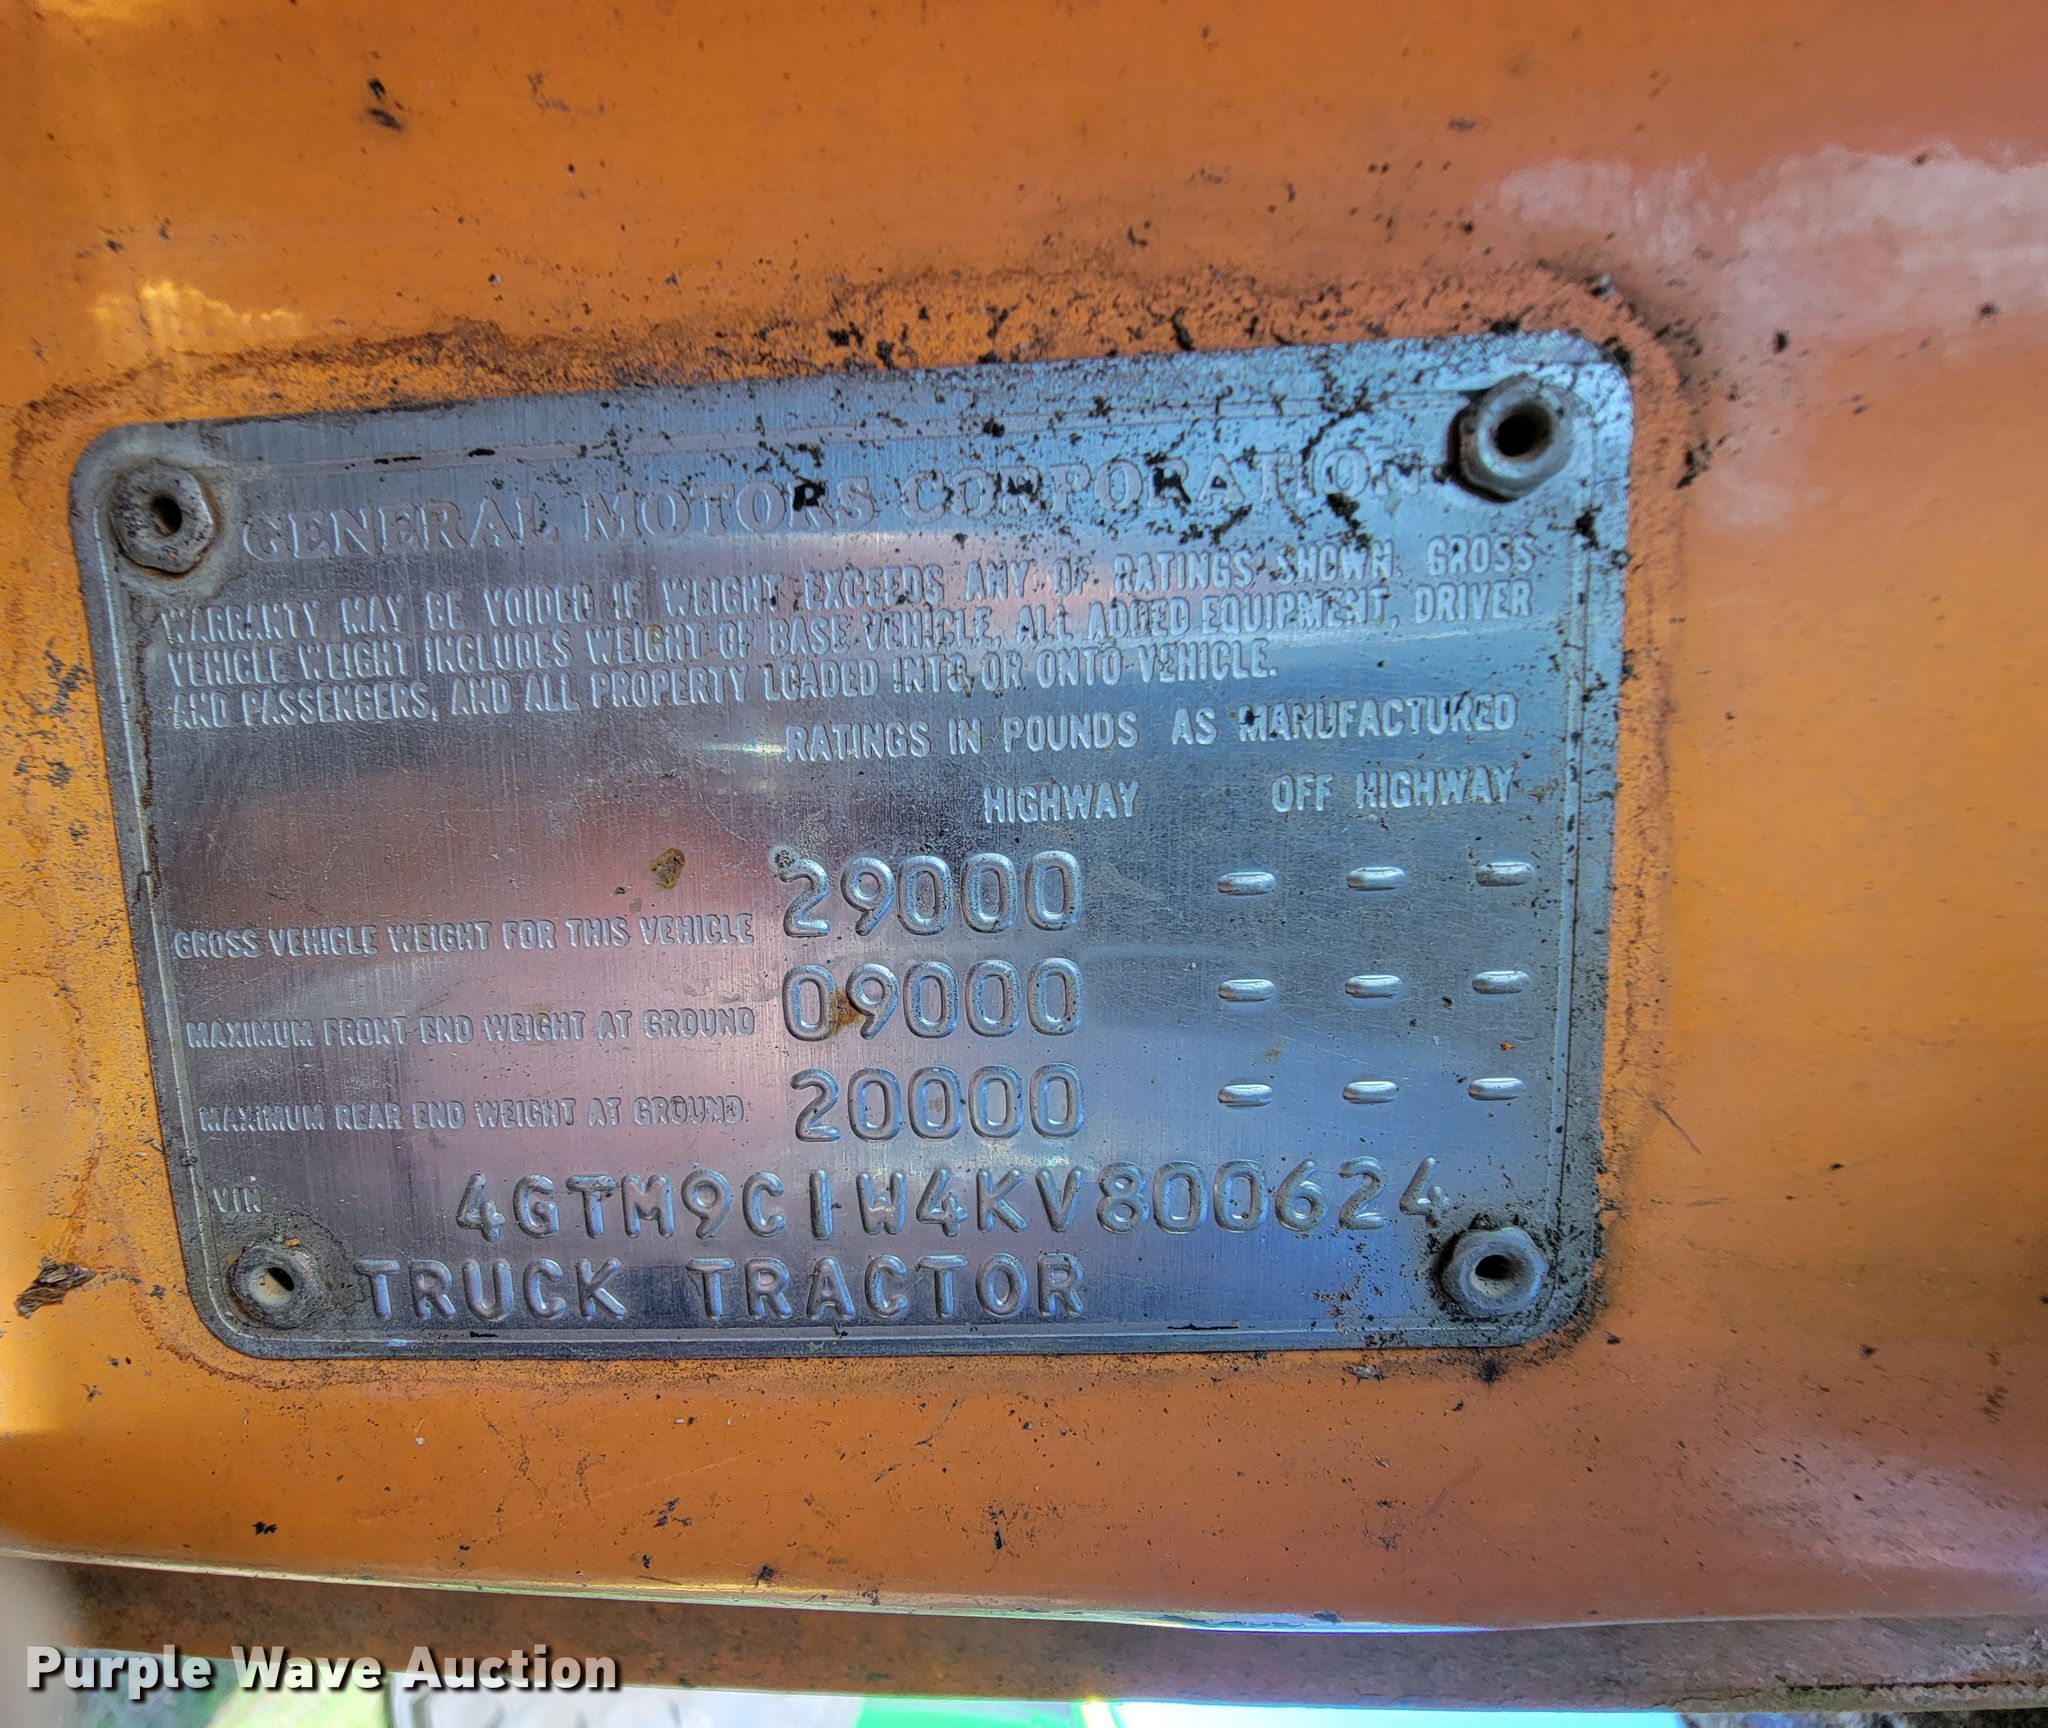 GENERAL MOTORS CORPORATION
WARRANTY MAY BE VOIDED IF WEIGHT EXCEEDS ANY OF RATINGS SHOWN. GROSS
VEHICLE WEIGHT INCLUDES WEIGHT OF BASE VEHICLE, ALL ADDED EQUIPMENT, DRIVER
AND PASSENGERS, AND ALL PROPERTY LOADED INTO OR ONTO VEHICLE.
RATINGS IN POUNDS AS MANUFACTURED
HIGHWAY OFF HIGHWAY
GROSS VEHICLE WEIGHT FOR THIS VEHICLE 29000 - - -
MAXIMUM FRONT END WEIGHT AT GROUND 09000 - - -
MAXIMUM REAR END WEIGHT AT GROUND 20000 - - -
VIN 4GTM9C1W4KV800624
TRUCK TRACTOR
Purple Wave Auction